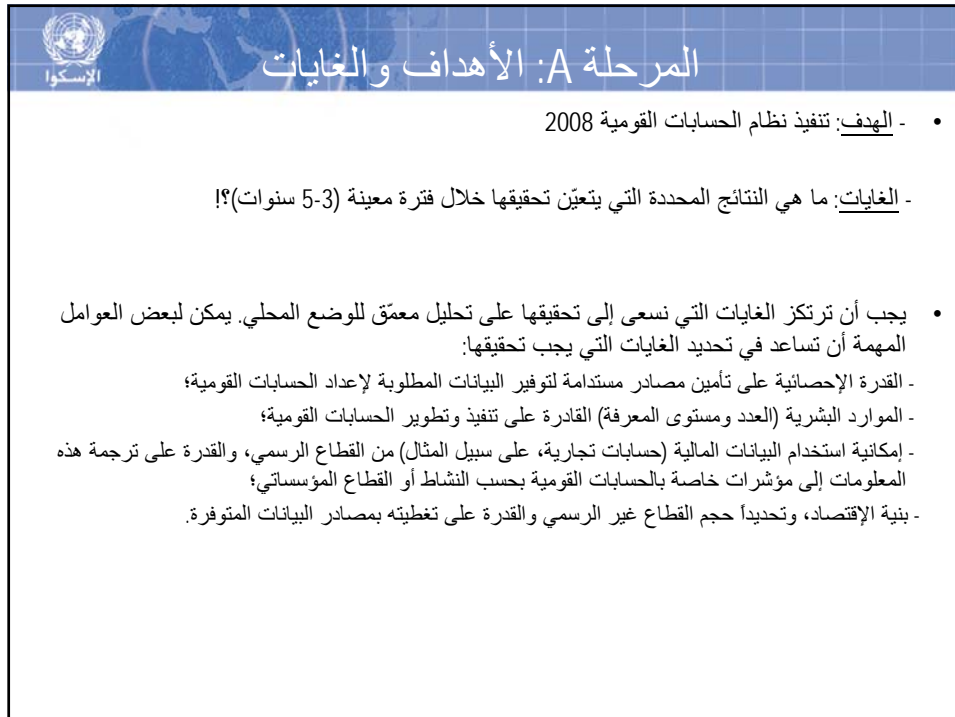 الإسكوا
المرحلة A: الأهداف والغايات
• - الهدف: تنفيذ نظام الحسابات القومية 2008
- الغايات: ما هي النتائج المحددة التي يتعيّن تحقيقها خلال فترة معينة (3-5 سنوات)؟!
• يجب أن ترتكز الغايات التي نسعى إلى تحقيقها على تحليل معمّق للوضع المحلي. يمكن لبعض العوامل
المهمة أن تساعد في تحديد الغايات التي يجب تحقيقها:
- القدرة الإحصائية على تأمين مصادر مستدامة لتوفير البيانات المطلوبة لإعداد الحسابات القومية؛
- الموارد البشرية (العدد ومستوى المعرفة) القادرة على تنفيذ وتطوير الحسابات القومية؛
- إمكانية استخدام البيانات المالية (حسابات تجارية، على سبيل المثال) من القطاع الرسمي، والقدرة على ترجمة هذه
المعلومات إلى مؤشرات خاصة بالحسابات القومية بحسب النشاط أو القطاع المؤسساتي؛
- بنية الإقتصاد، وتحديداً حجم القطاع غير الرسمي والقدرة على تغطيته بمصادر البيانات المتوفرة.